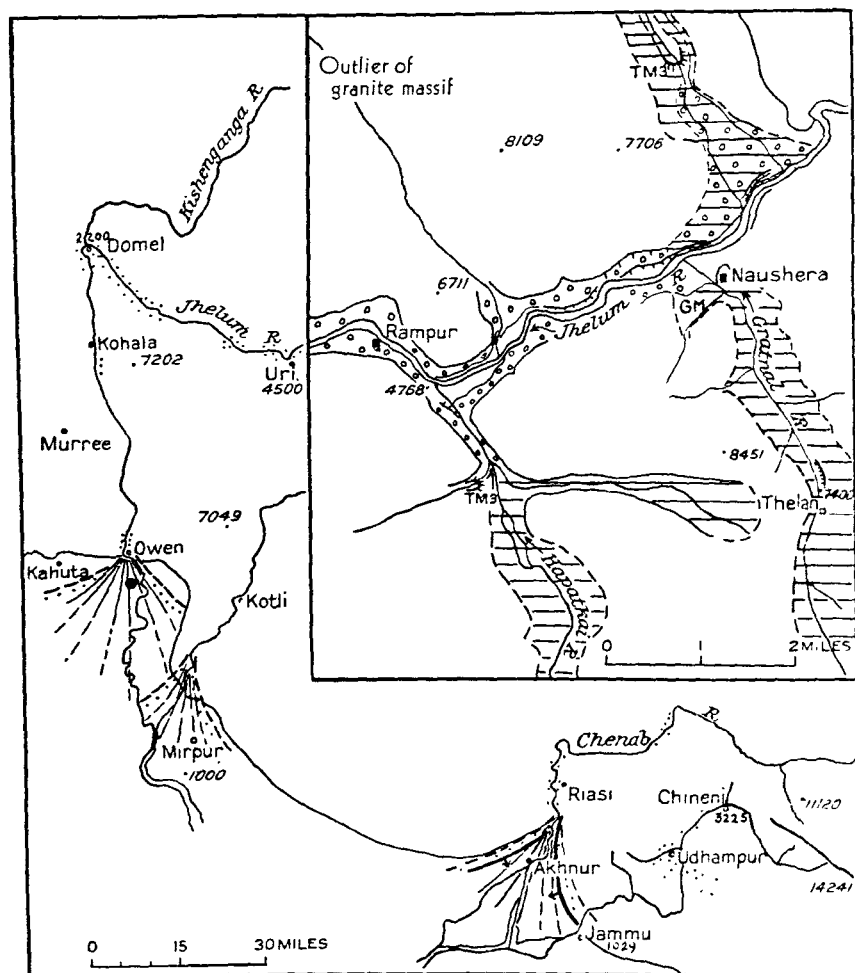 Outlier of
granite massif
TM3
8109
7706
Kishenganga R
2,200
Domel
Naushera
6711
Jhelum R
GM
Jhelum R
Kohala
7202
Rampur
Gratnal
Uri
4500
4768
Murree
8451
7400
Thelan
TM3
7049
Owen
Hapatkai R
Kahuta
Kotli
0 1 2 MILES
Chenab R
Mirpur
1000
Riasi
Chineni
11120
3225
Udhampur
Akhnur
14241
0 15 30 MILES
Jammu
1029